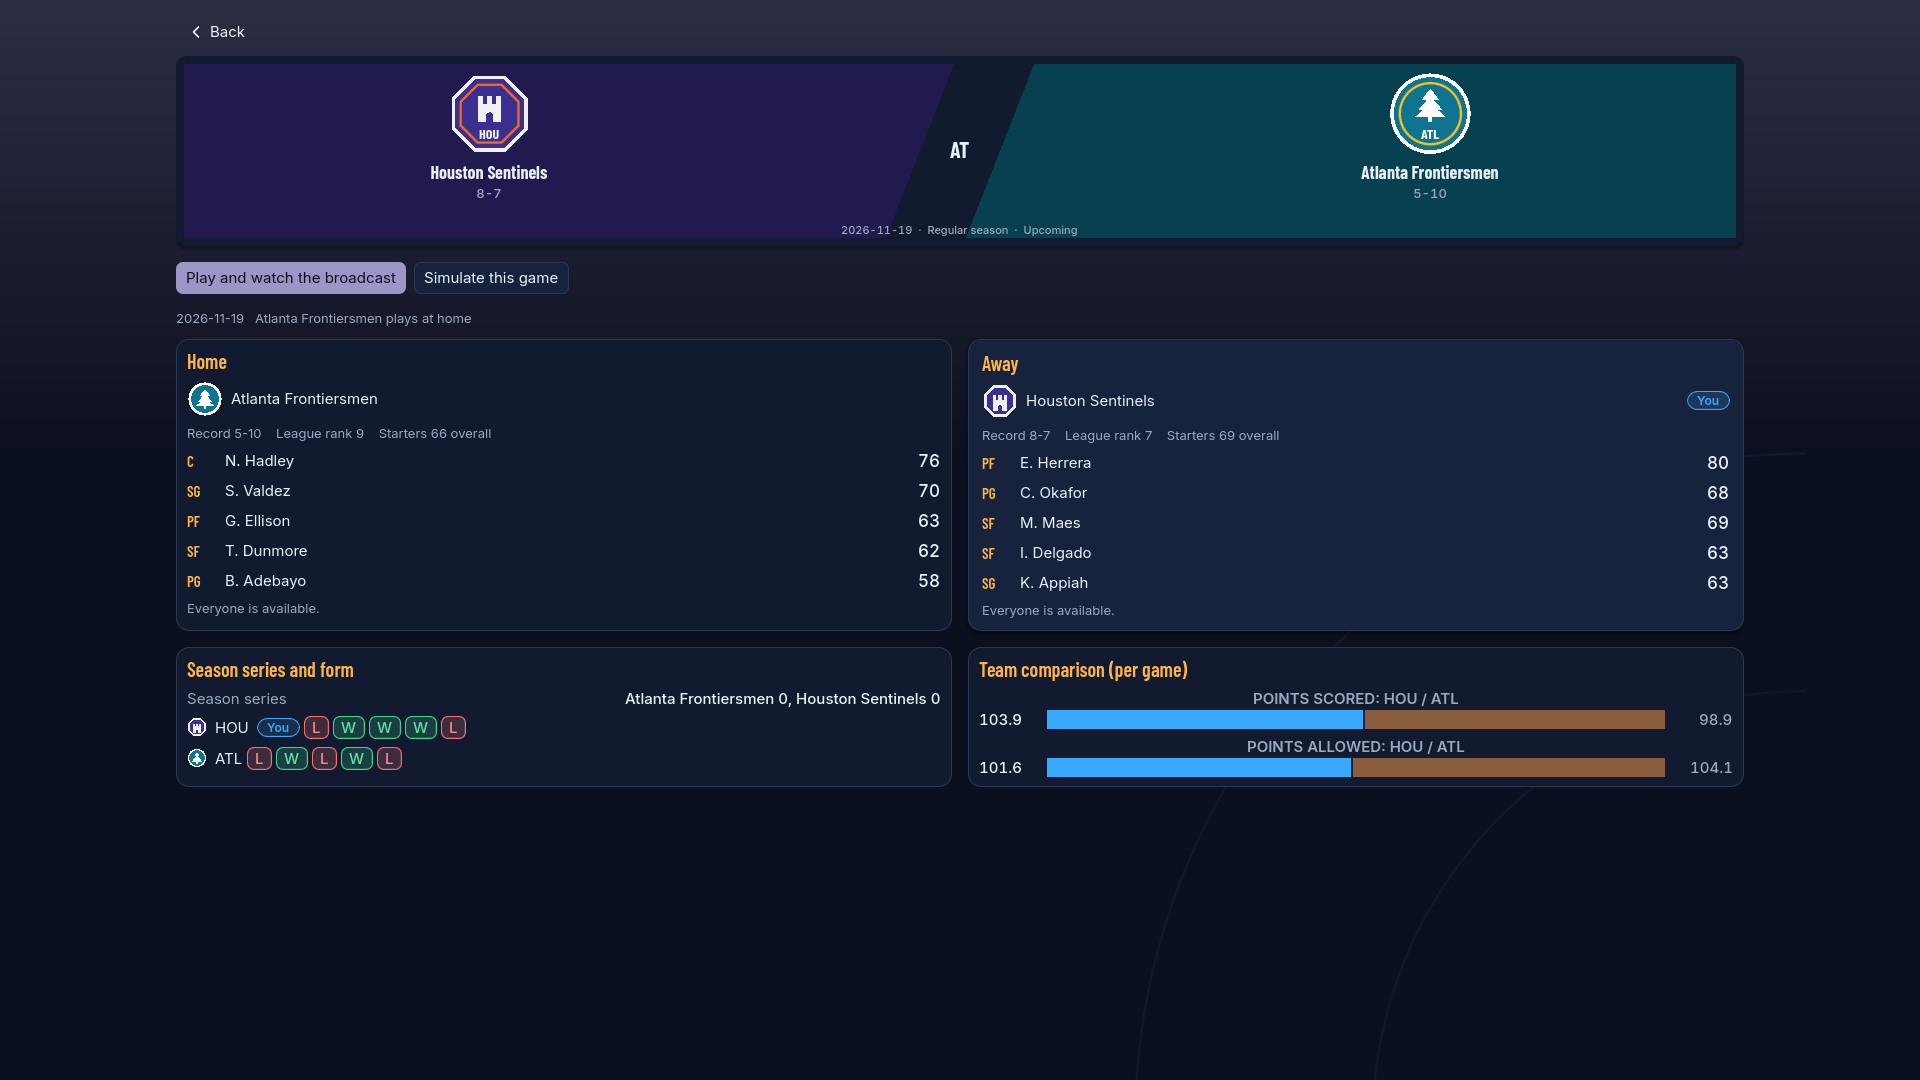 Back
HOU
Houston Sentinels
8-7
AT
ATL
Atlanta Frontiersmen
5-10
2026-11-19 · Regular season · Upcoming
Play and watch the broadcast
Simulate this game
2026-11-19 Atlanta Frontiersmen plays at home
Home
Atlanta Frontiersmen
Record 5-10 League rank 9 Starters 66 overall
C N. Hadley 76
SG S. Valdez 70
PF G. Ellison 63
SF T. Dunmore 62
PG B. Adebayo 58
Everyone is available.
Away
Houston Sentinels You
Record 8-7 League rank 7 Starters 69 overall
PF E. Herrera 80
PG C. Okafor 68
SF M. Maes 69
SF I. Delgado 63
SG K. Appiah 63
Everyone is available.
Season series and form
Season series Atlanta Frontiersmen 0, Houston Sentinels 0
HOU You L W W W L
ATL L W L W L
Team comparison (per game)
POINTS SCORED: HOU / ATL
103.9 98.9
POINTS ALLOWED: HOU / ATL
101.6 104.1